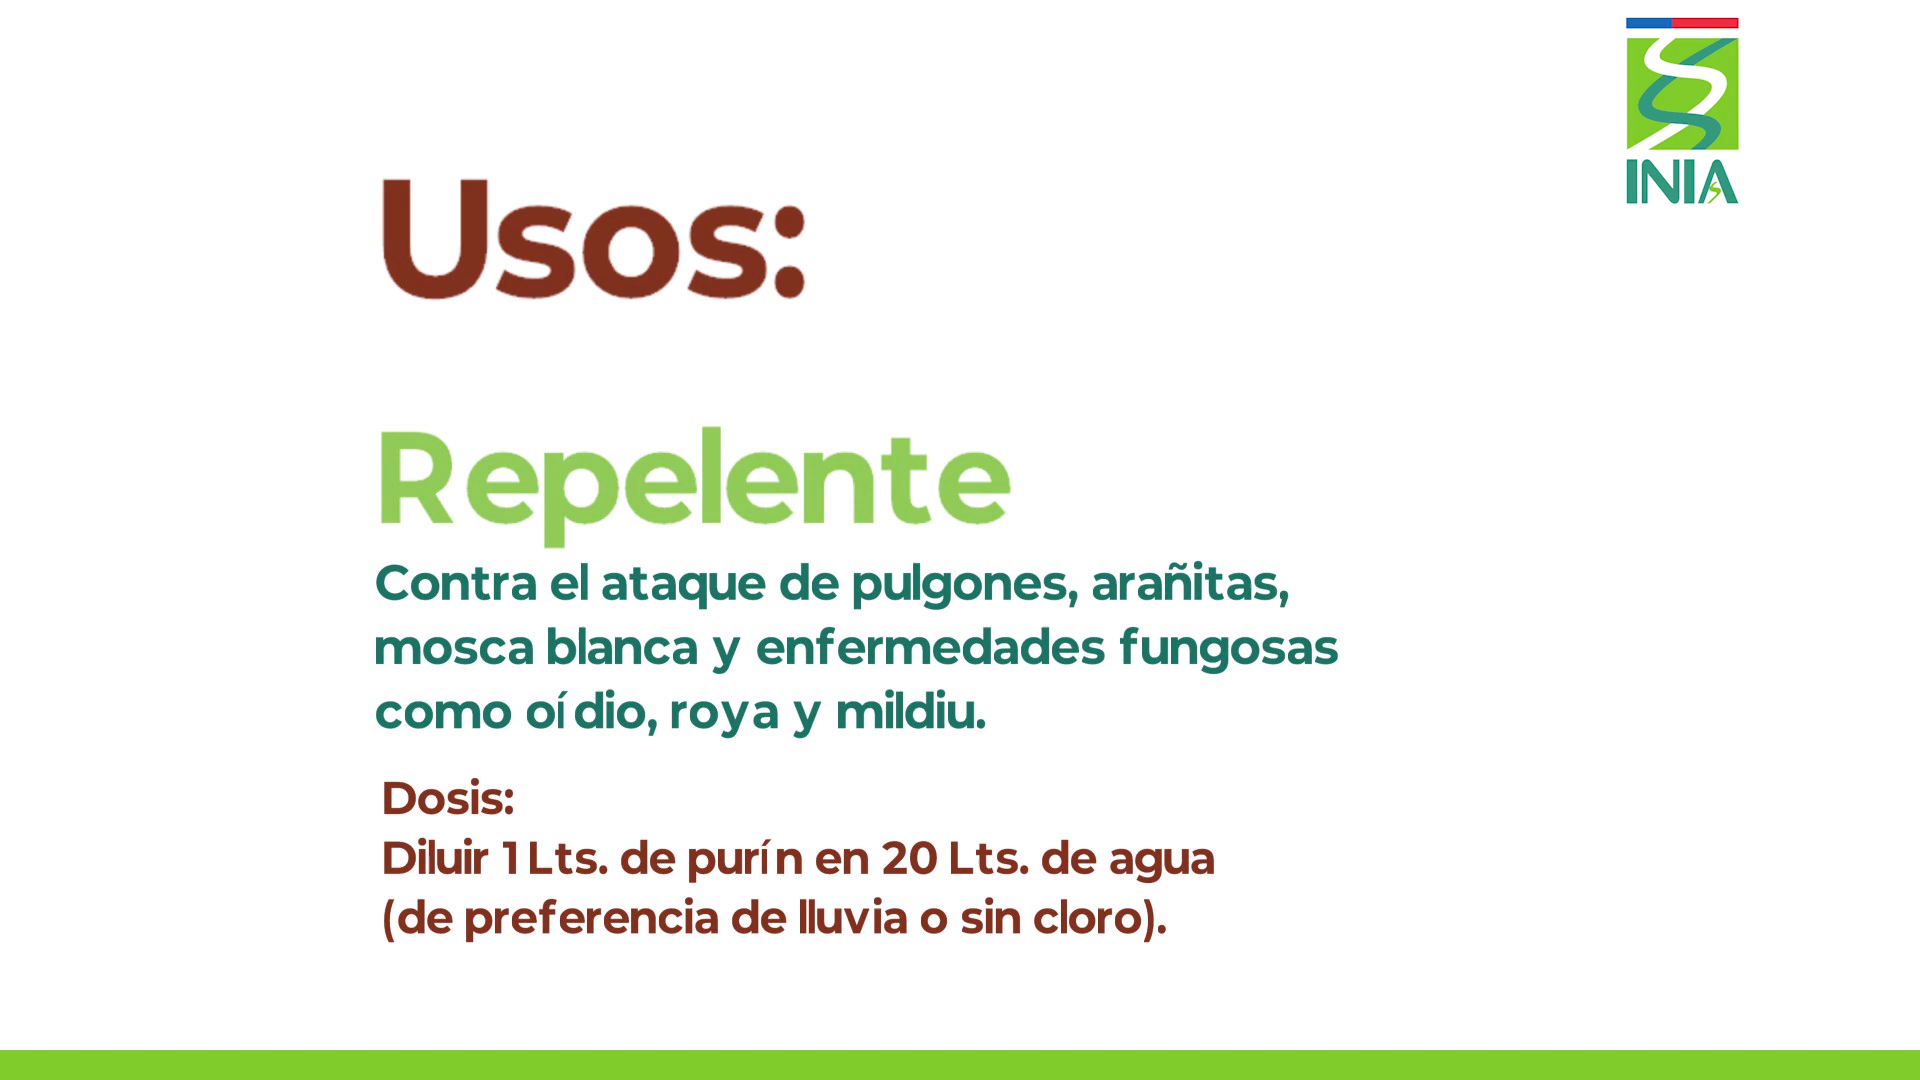 INIA
Usos:
Repelente
Contra el ataque de pulgones, arañitas,
mosca blanca y enfermedades fungosas
como oídio, roya y mildiu.
Dosis:
Diluir 1 Lts. de purín en 20 Lts. de agua
(de preferencia de lluvia o sin cloro).